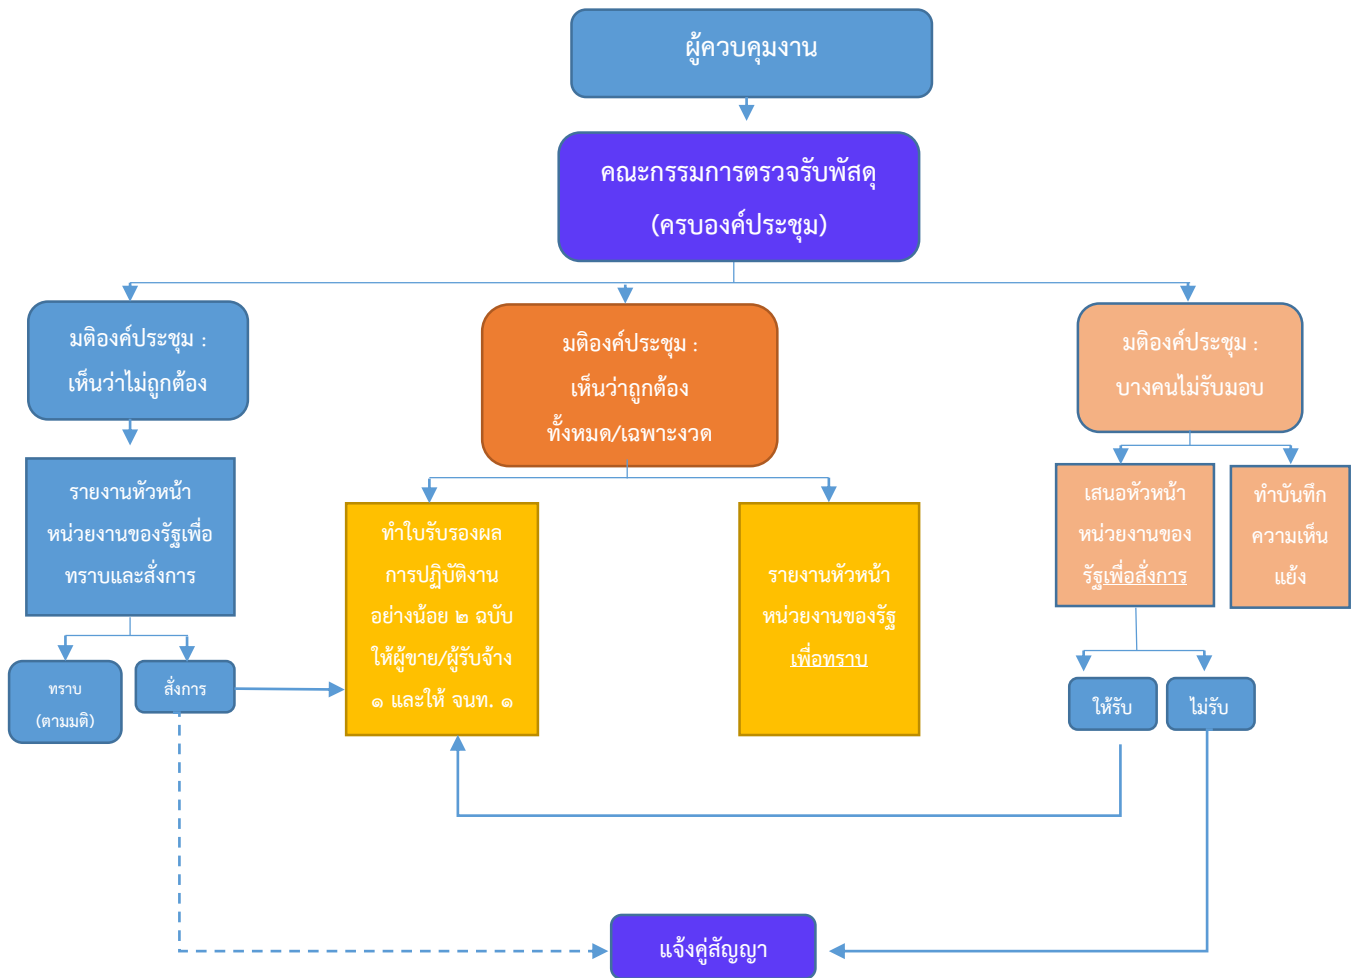 ผู้ควบคุมงาน
คณะกรรมการตรวจรับพัสดุ
(ครบองค์ประชุม)
มติองค์ประชุม :
เห็นว่าไม่ถูกต้อง
มติองค์ประชุม :
เห็นว่าถูกต้อง
ทั้งหมด/เฉพาะงวด
มติองค์ประชุม :
บางคนไม่รับมอบ
รายงานหัวหน้า
หน่วยงานของรัฐเพื่อ
ทราบและสั่งการ
ทำใบรับรองผล
การปฏิบัติงาน
อย่างน้อย ๒ ฉบับ
ให้ผู้ขาย/ผู้รับจ้าง
๑ และให้ จนท. ๑
รายงานหัวหน้า
หน่วยงานของรัฐ
เพื่อทราบ
เสนอหัวหน้า
หน่วยงานของ
รัฐเพื่อสั่งการ
ทำบันทึก
ความเห็น
แย้ง
ทราบ
(ตามมติ)
สั่งการ
ให้รับ
ไม่รับ
แจ้งคู่สัญญา